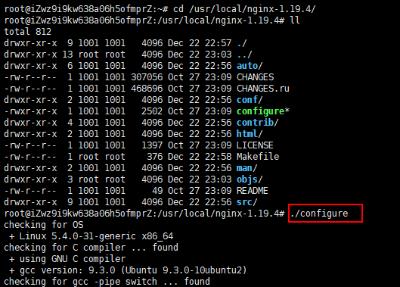 root@iZwz9i9kw638a06h5ofmprZ:~# cd /usr/local/nginx-1.19.4/
root@iZwz9i9kw638a06h5ofmprZ:/usr/local/nginx-1.19.4# ll
total 812
drwxr-xr-x 9 1001 1001 4096 Dec 22 22:57 ./
drwxr-xr-x 13 root root 4096 Dec 22 23:03 ../
drwxr-xr-x 6 1001 1001 4096 Dec 22 22:56 auto/
-rw-r--r-- 1 1001 1001 307056 Oct 27 23:09 CHANGES
-rw-r--r-- 1 1001 1001 468696 Oct 27 23:09 CHANGES.ru
drwxr-xr-x 2 1001 1001 4096 Dec 22 22:56 conf/
-rwxr-xr-x 1 1001 1001 2502 Oct 27 23:09 configure*
drwxr-xr-x 4 1001 1001 4096 Dec 22 22:56 contrib/
drwxr-xr-x 2 1001 1001 4096 Dec 22 22:56 html/
-rw-r--r-- 1 1001 1001 1397 Oct 27 23:09 LICENSE
-rw-r--r-- 1 root root 376 Dec 22 22:58 Makefile
drwxr-xr-x 2 1001 1001 4096 Dec 22 22:56 man/
drwxr-xr-x 3 root root 4096 Dec 22 22:58 objs/
-rw-r--r-- 1 1001 1001 49 Oct 27 23:09 README
drwxr-xr-x 9 1001 1001 4096 Dec 22 22:56 src/
root@iZwz9i9kw638a06h5ofmprZ:/usr/local/nginx-1.19.4# ./configure
checking for OS
+ Linux 5.4.0-31-generic x86_64
checking for C compiler ... found
+ using GNU C compiler
+ gcc version: 9.3.0 (Ubuntu 9.3.0-10ubuntu2)
checking for gcc -pipe switch ... found